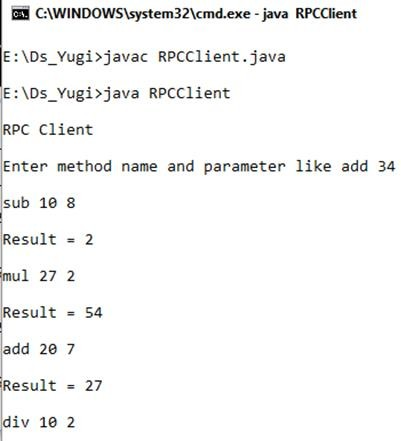 C:\WINDOWS\system32\cmd.exe - java RPCClient
E:\Ds_Yugi>javac RPCClient.java
E:\Ds_Yugi>java RPCClient
RPC Client
Enter method name and parameter like add 34
sub 10 8
Result = 2
mul 27 2
Result = 54
add 20 7
Result = 27
div 10 2